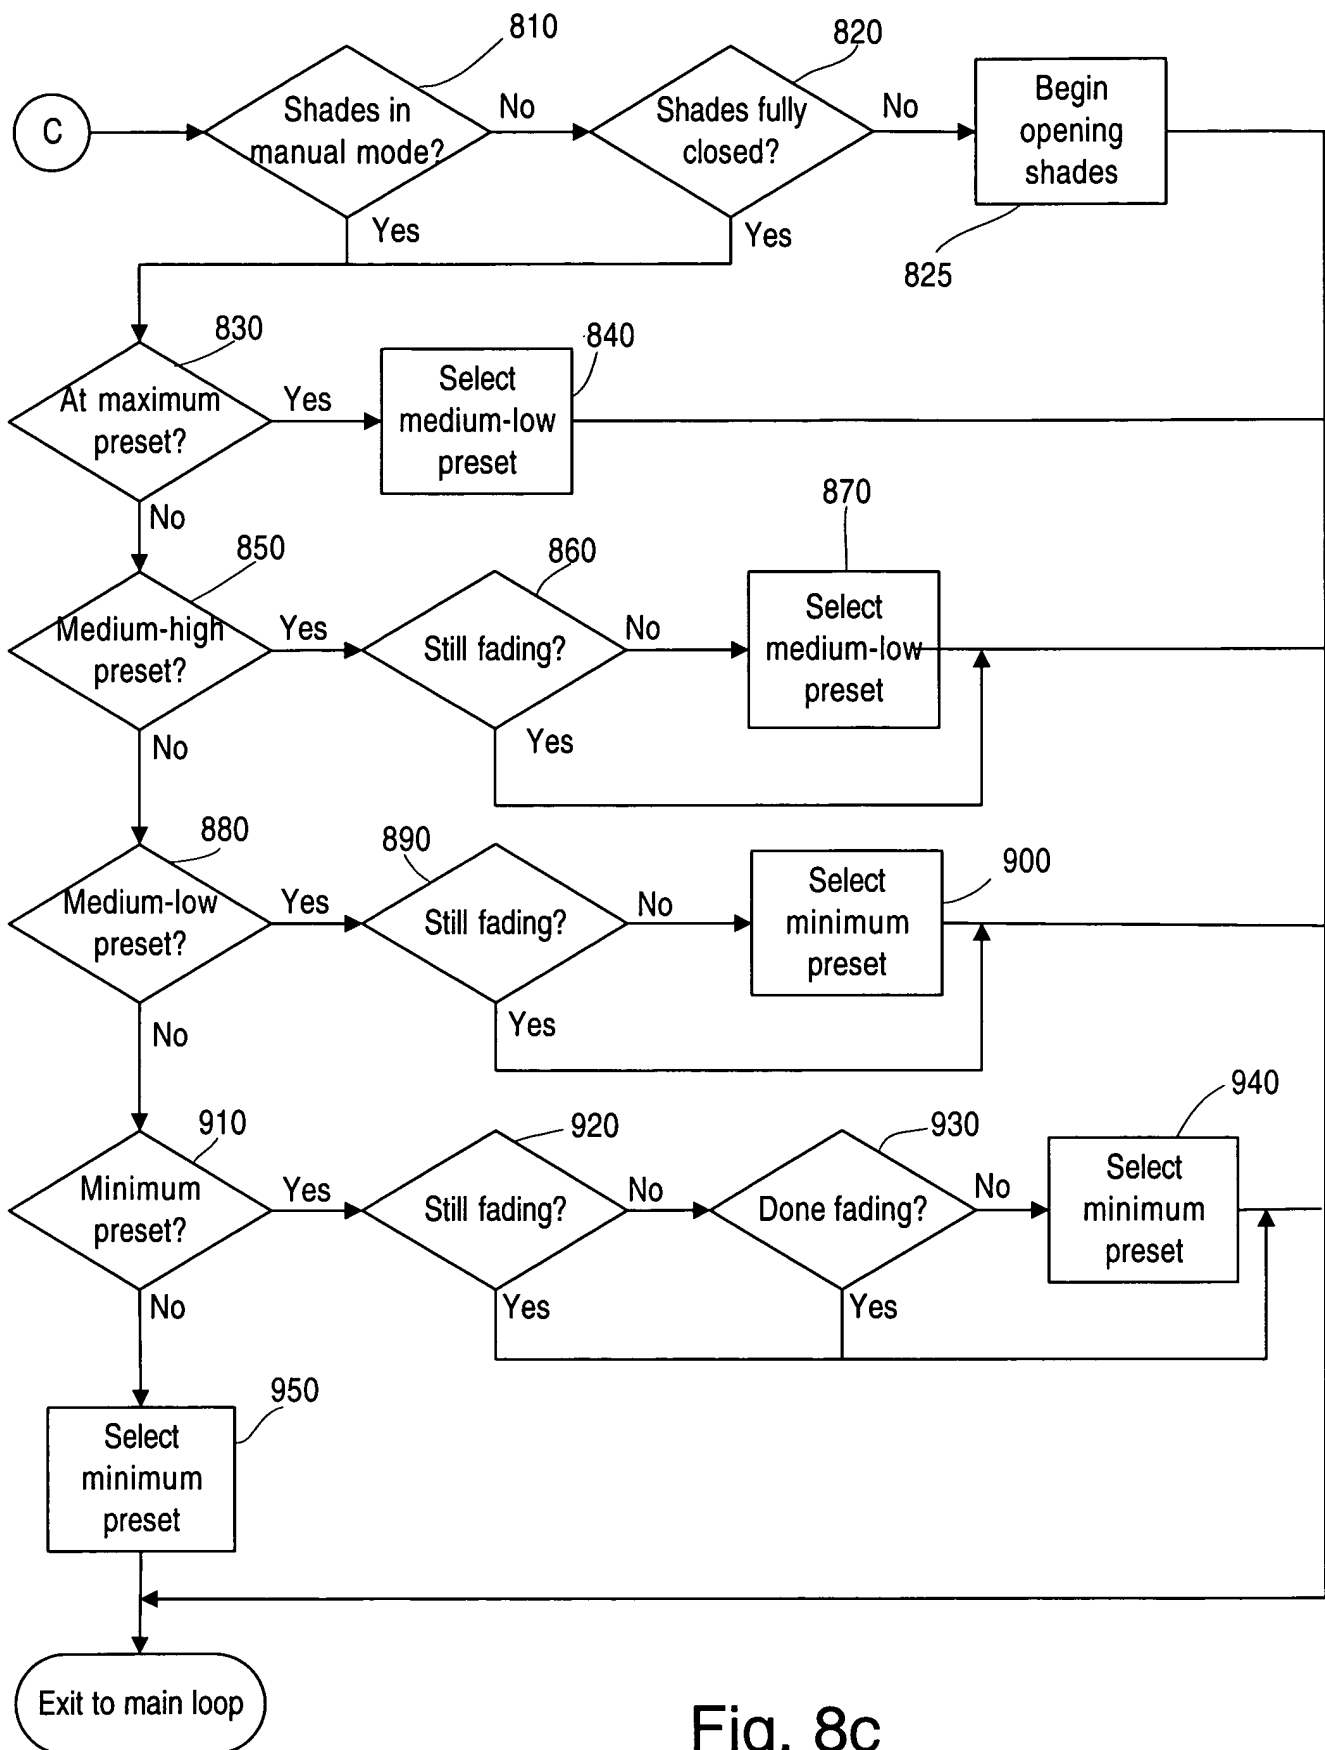 810
820
C
Shades in
manual mode?
No
Shades fully
closed?
No
Begin
opening
shades
Yes
Yes
825
830
840
At maximum
preset?
Yes
Select
medium-low
preset
No
850
860
870
Medium-high
preset?
Yes
Still fading?
No
Select
medium-low
preset
No
Yes
880
890
900
Medium-low
preset?
Yes
Still fading?
No
Select
minimum
preset
No
Yes
910
920
930
940
Minimum
preset?
Yes
Still fading?
No
Done fading?
No
Select
minimum
preset
No
Yes
Yes
950
Select
minimum
preset
Exit to main loop
Fig. 8c